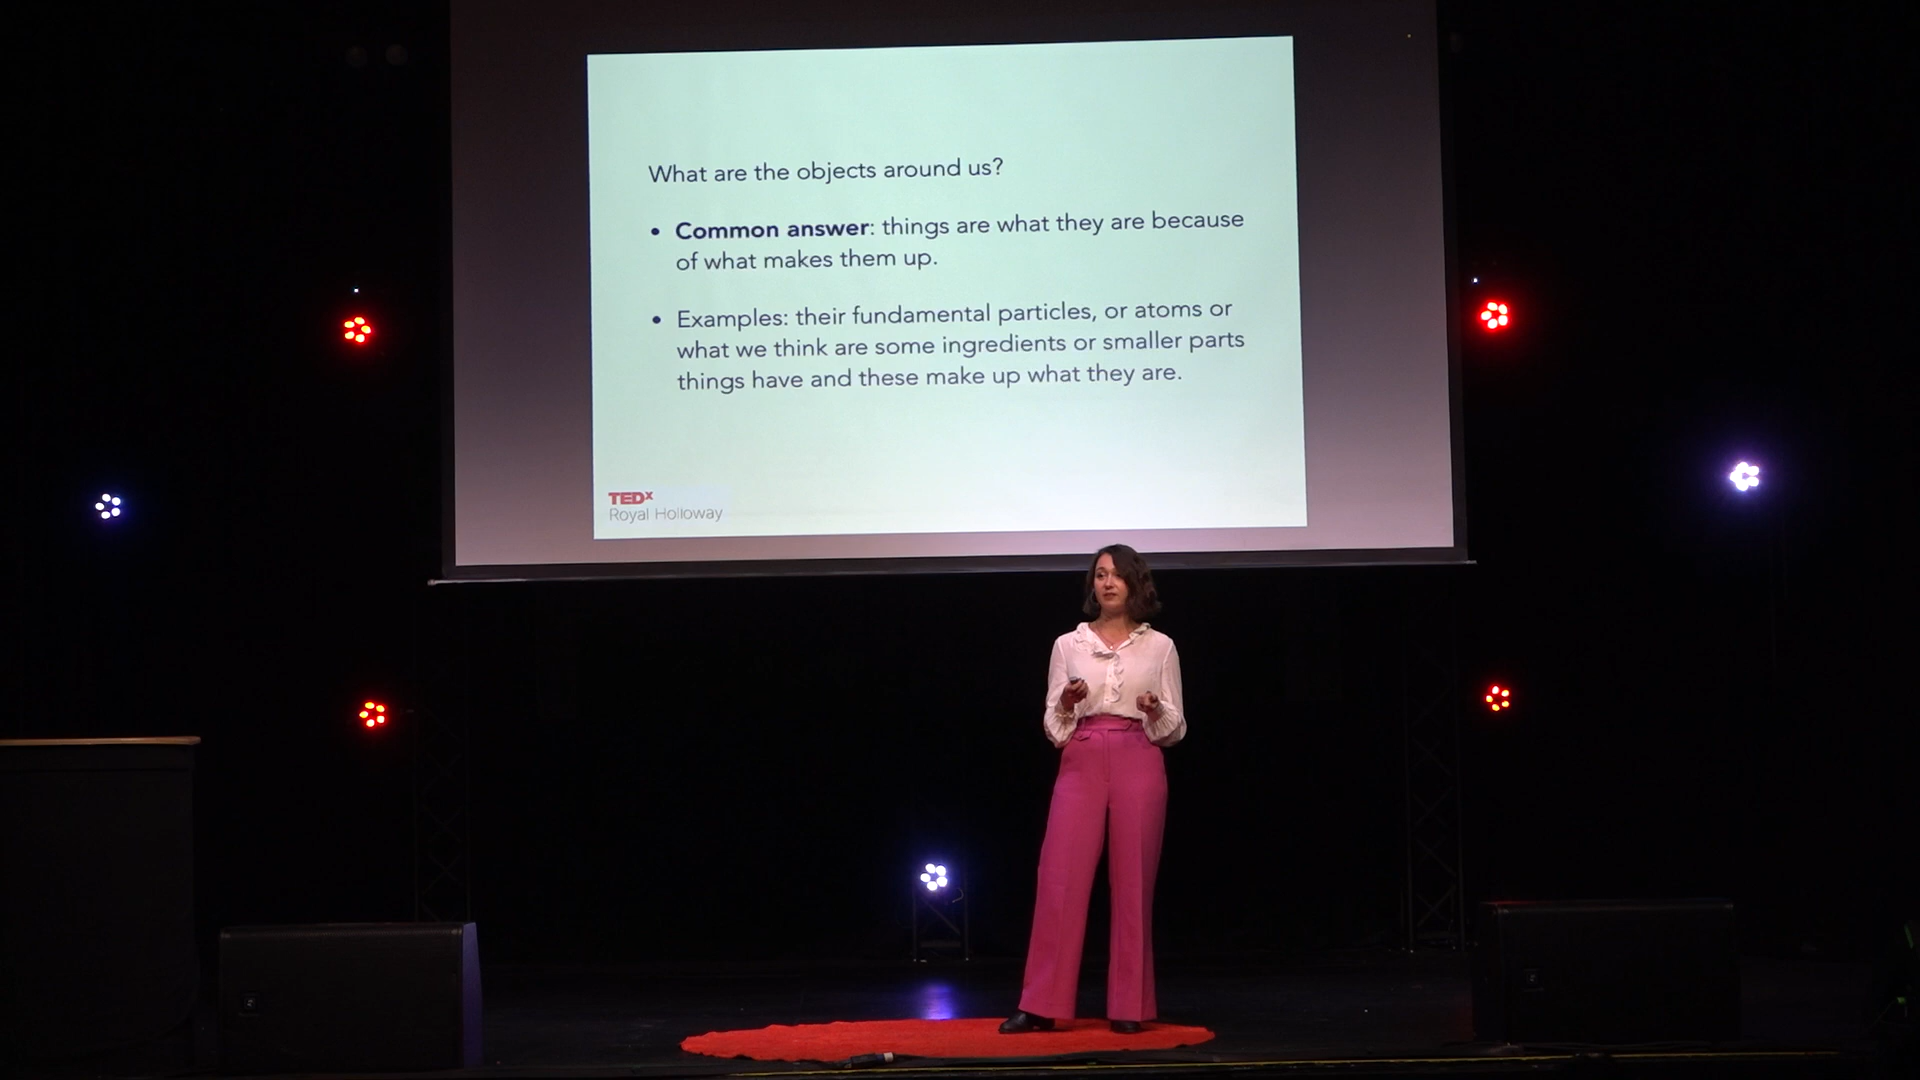 What are the objects around us?
• Common answer: things are what they are because
of what makes them up.
• Examples: their fundamental particles, or atoms or
what we think are some ingredients or smaller parts
things have and these make up what they are.
TEDx
Royal Holloway